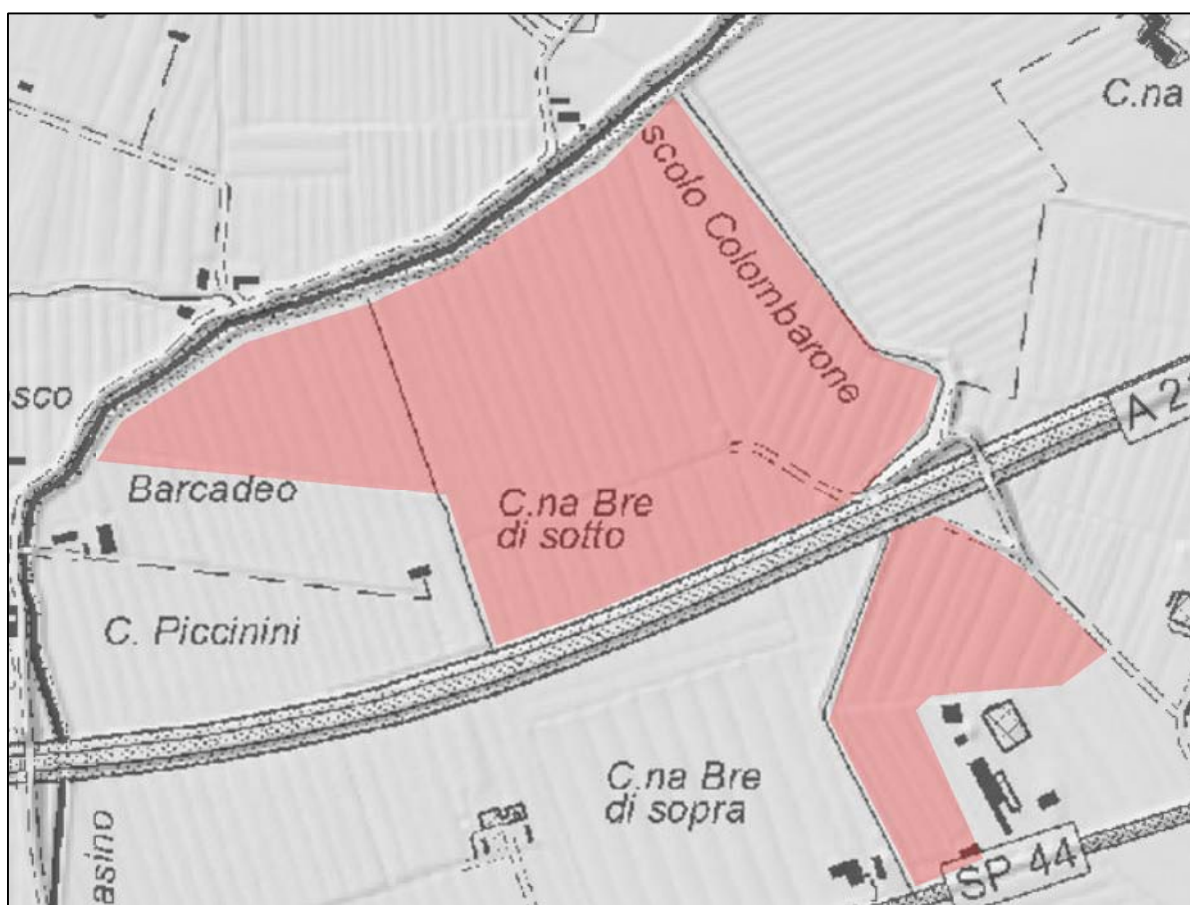 C.na
scolo Colombarone
sco
A 2
Barcadeo
C.na Bre
di sotto
C. Piccinini
C.na Bre
di sopra
asino
SP 44